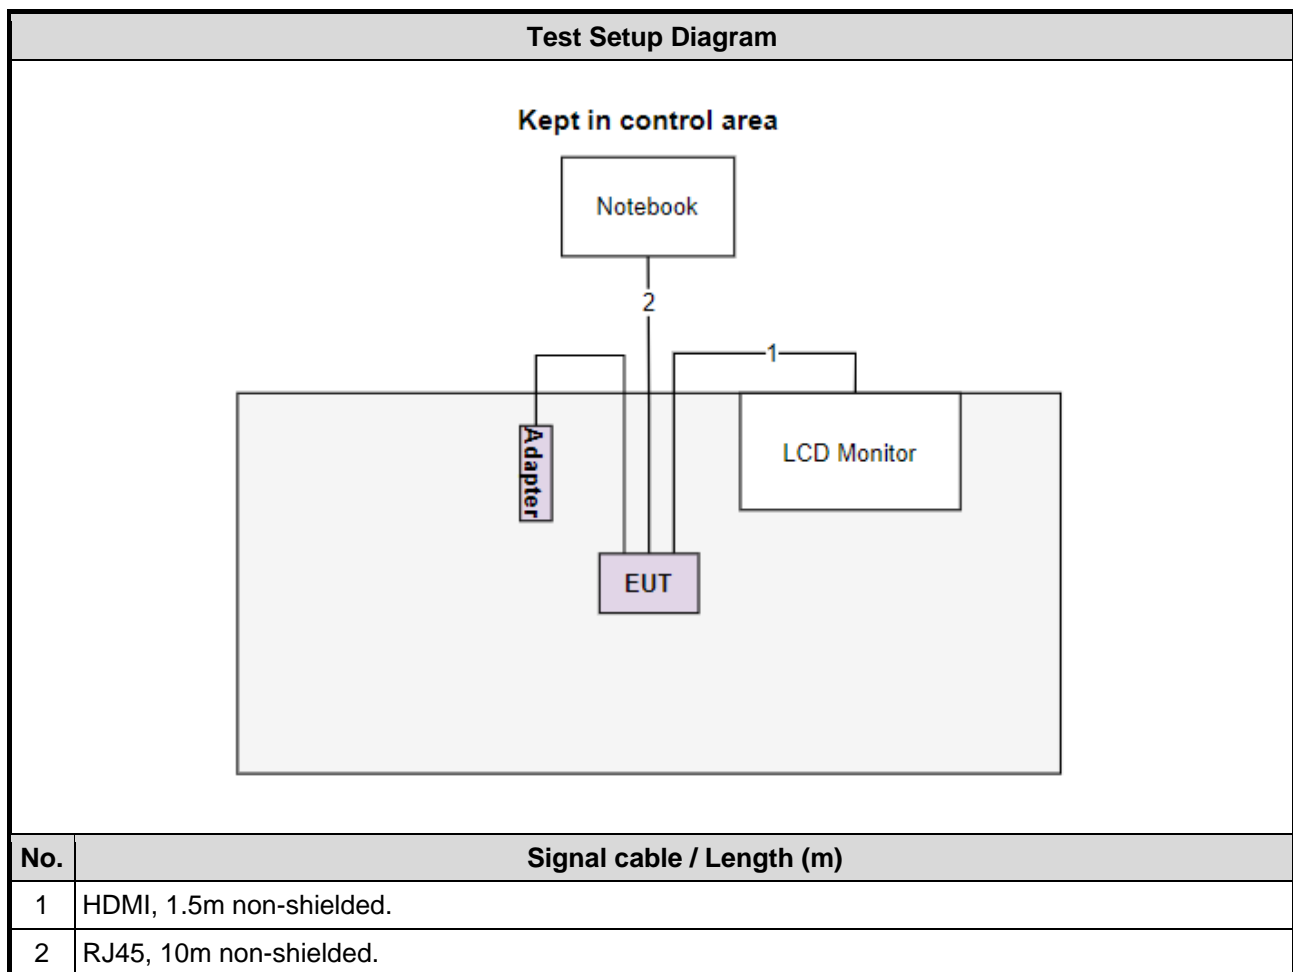 Test Setup Diagram
Kept in control area
Notebook
2
1
Adapter
LCD Monitor
EUT
No. Signal cable / Length (m)
1 HDMI, 1.5m non-shielded.
2 RJ45, 10m non-shielded.